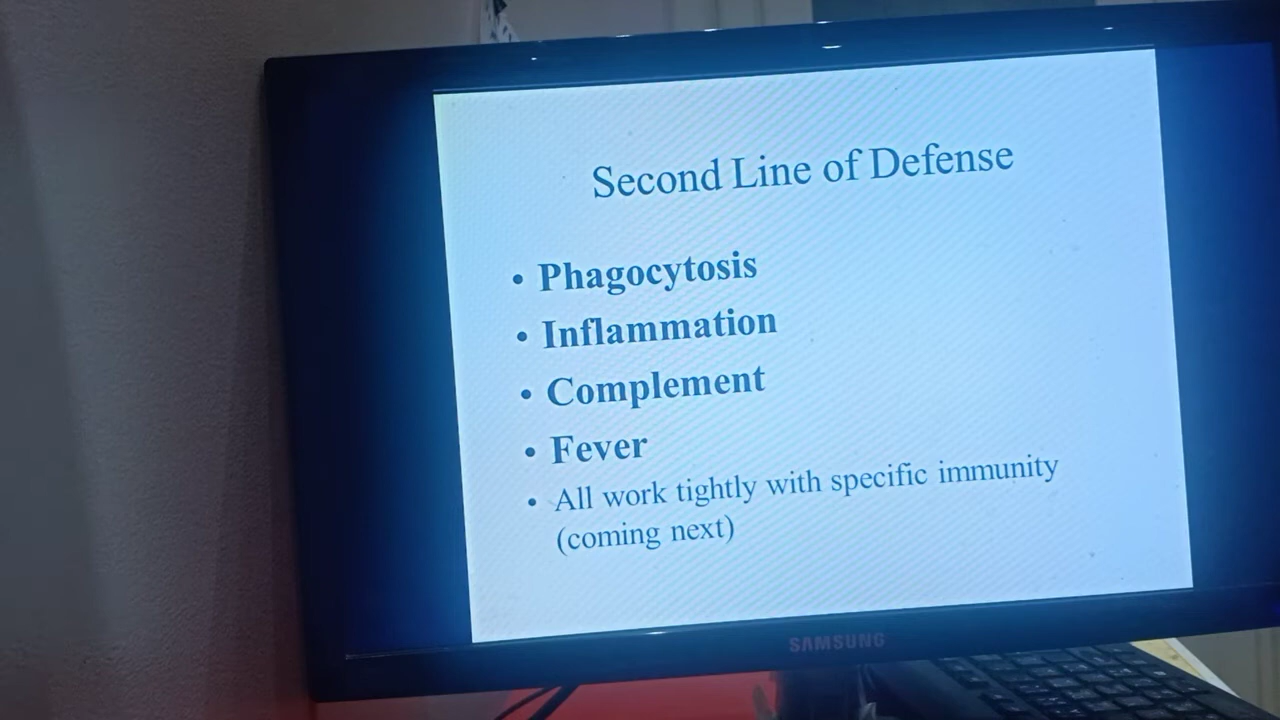 Second Line of Defense
• Phagocytosis
• Inflammation
• Complement
• Fever
• All work tightly with specific immunity
(coming next)
SAMSUNG